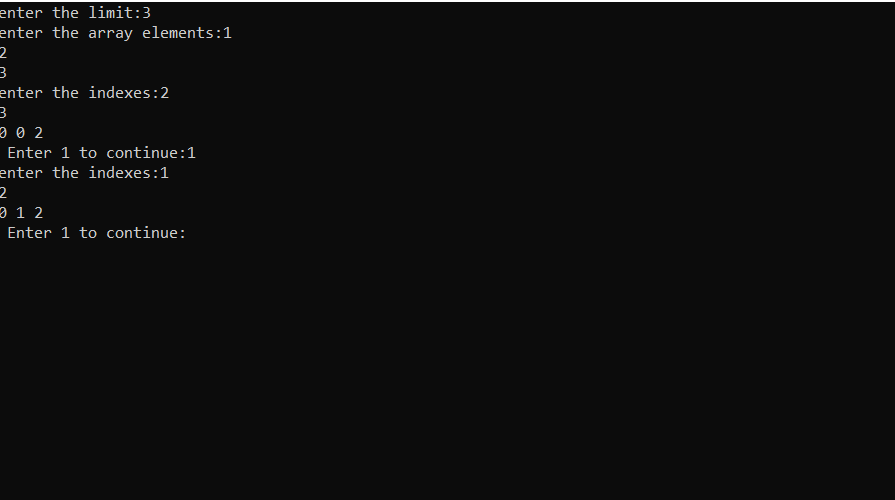 enter the limit:3
enter the array elements:1
2
3
enter the indexes:2
3
0 0 2
Enter 1 to continue:1
enter the indexes:1
2
0 1 2
Enter 1 to continue: